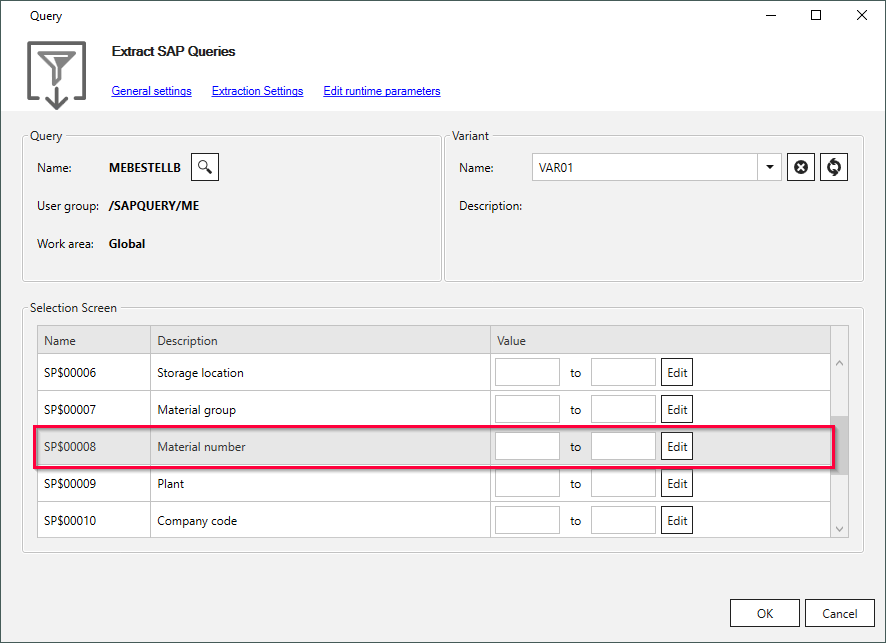 Query
Extract SAP Queries
General settings Extraction Settings Edit runtime parameters
Query
Name: MEBESTELLB
User group: /SAPQUERY/ME
Work area: Global
Variant
Name: VAR01
Description:
Selection Screen
Name Description Value
SP$00006 Storage location to Edit
SP$00007 Material group to Edit
SP$00008 Material number to Edit
SP$00009 Plant to Edit
SP$00010 Company code to Edit
OK Cancel